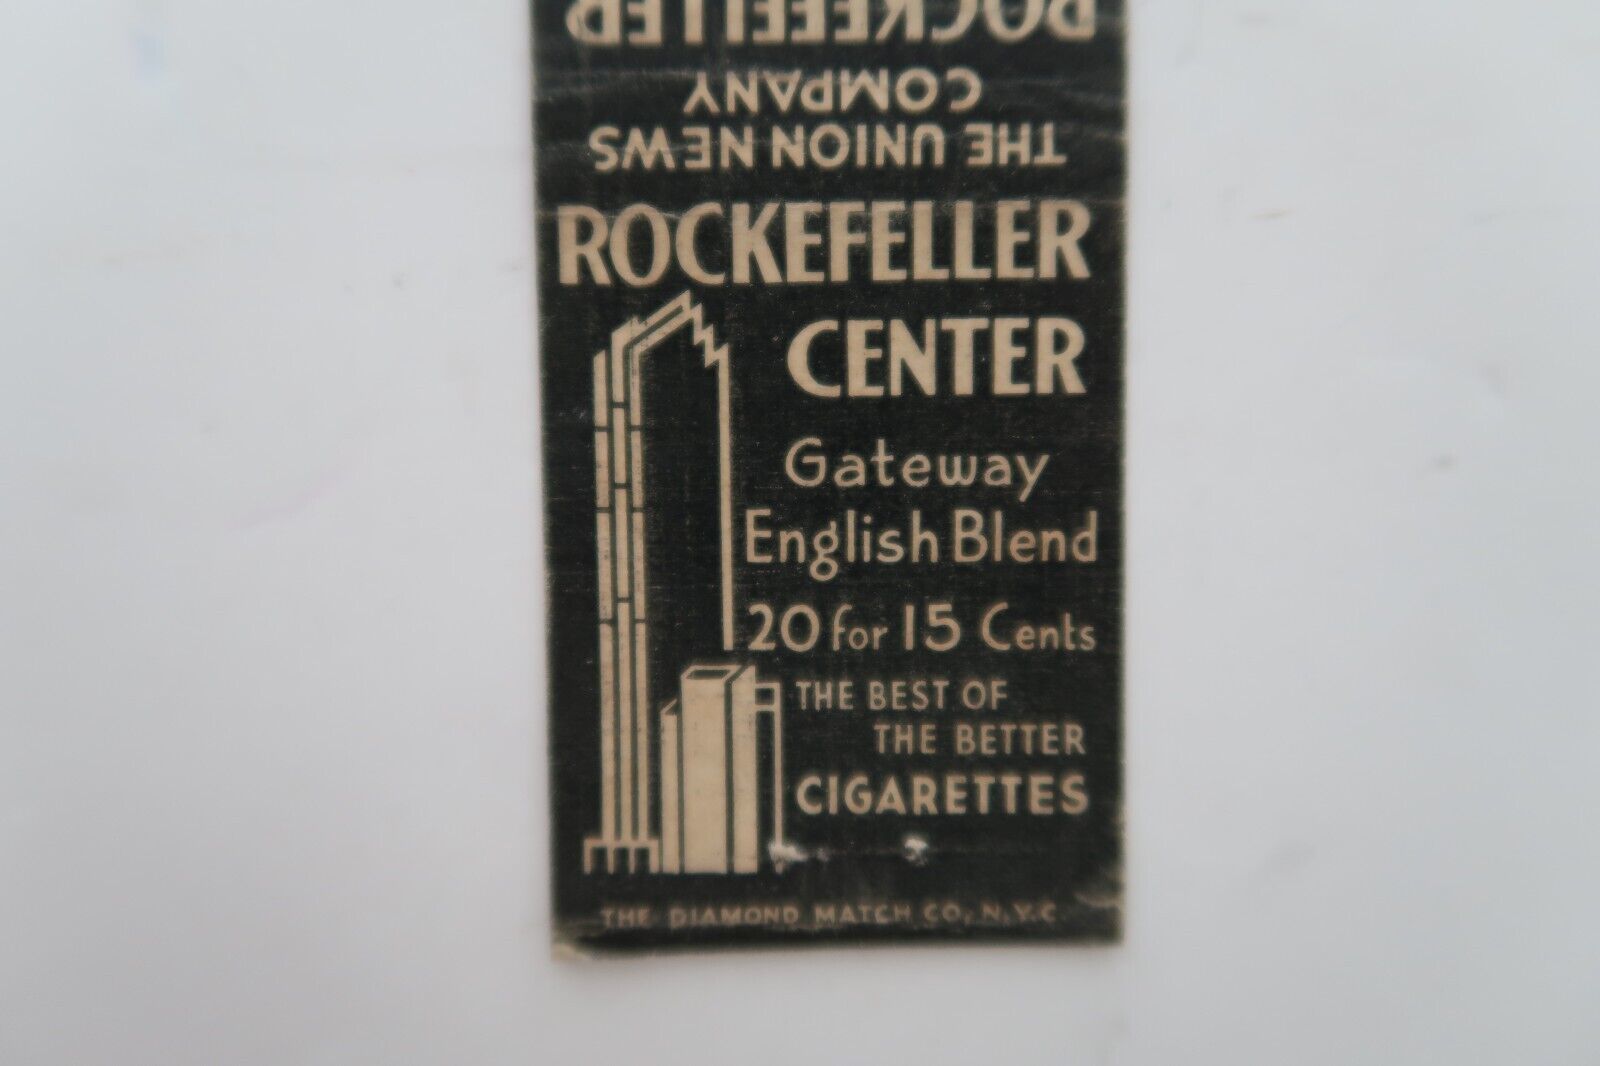 ROCKEFELLER
COMPANY
THE UNION NEWS
ROCKEFELLER
CENTER
Gateway
English Blend
20 for 15 Cents
THE BEST OF
THE BETTER
CIGARETTES
THE DIAMOND MATCH CO, N.Y.C.